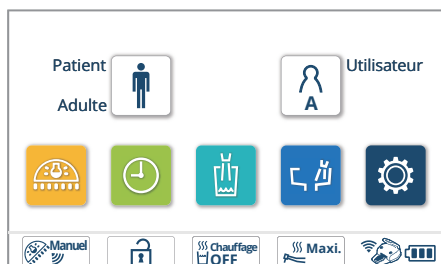 Patient
Adulte
Utilisateur
A
Manuel
Chauffage
OFF
Maxi.